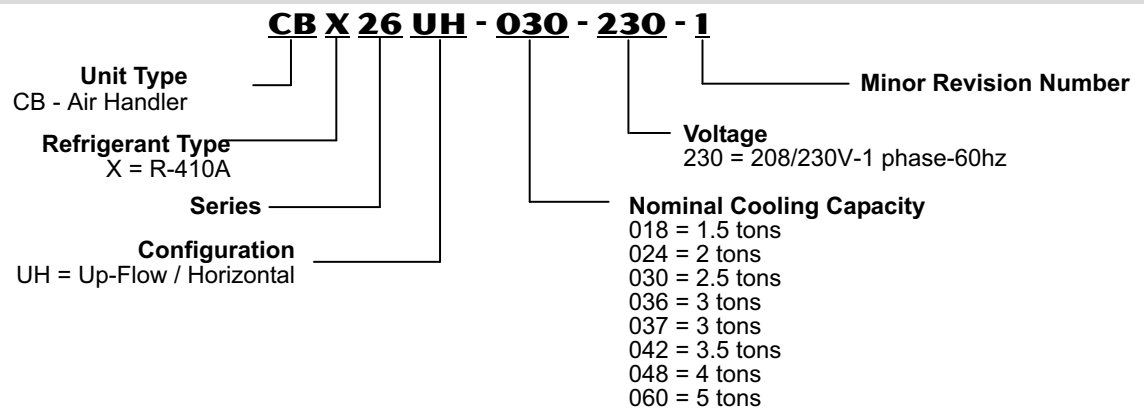 CB X 26 UH - 030 - 230 - 1
Unit Type
CB - Air Handler
Refrigerant Type
X = R-410A
Series
Configuration
UH = Up-Flow / Horizontal
Minor Revision Number
Voltage
230 = 208/230V-1 phase-60hz
Nominal Cooling Capacity
018 = 1.5 tons
024 = 2 tons
030 = 2.5 tons
036 = 3 tons
037 = 3 tons
042 = 3.5 tons
048 = 4 tons
060 = 5 tons